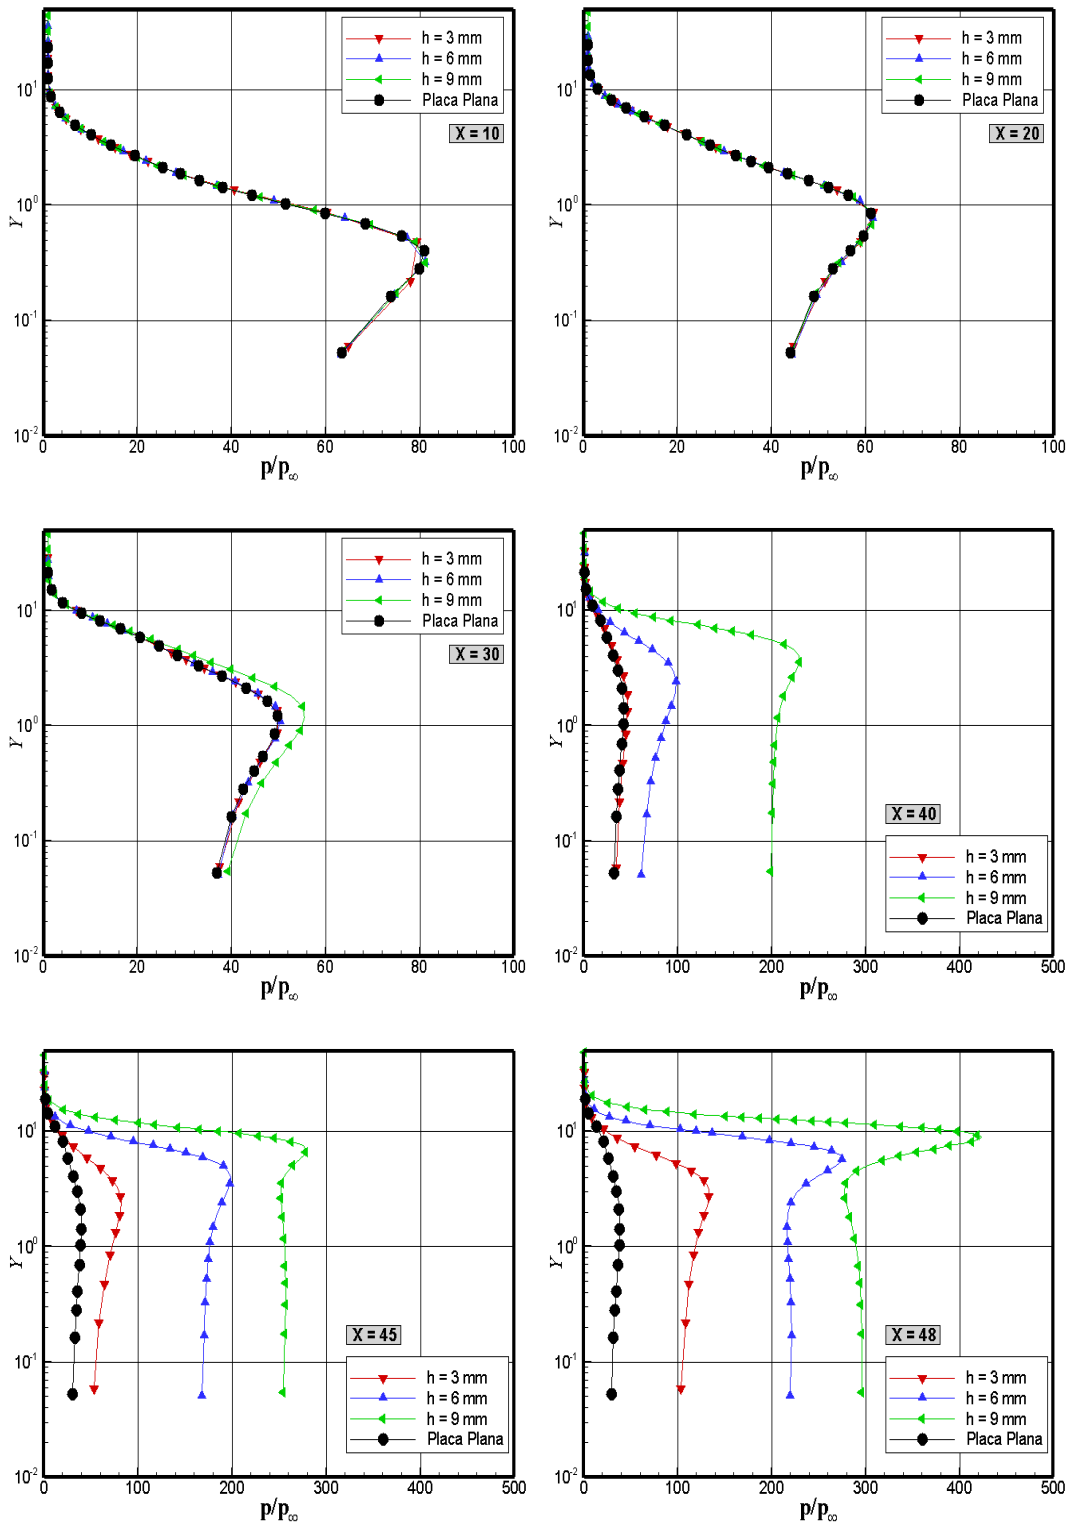 h = 3 mm
h = 6 mm
h = 9 mm
Placa Plana
X = 10
10¹
10⁰
10⁻¹
10⁻²
Y
0 20 40 60 80 100
p/p∞
h = 3 mm
h = 6 mm
h = 9 mm
Placa Plana
X = 20
10¹
10⁰
10⁻¹
10⁻²
Y
0 20 40 60 80 100
p/p∞
h = 3 mm
h = 6 mm
h = 9 mm
Placa Plana
X = 30
10¹
10⁰
10⁻¹
10⁻²
Y
0 20 40 60 80 100
p/p∞
10¹
10⁰
10⁻¹
10⁻²
Y
X = 40
h = 3 mm
h = 6 mm
h = 9 mm
Placa Plana
0 100 200 300 400 500
p/p∞
10¹
10⁰
10⁻¹
10⁻²
Y
X = 45
h = 3 mm
h = 6 mm
h = 9 mm
Placa Plana
0 100 200 300 400 500
p/p∞
10¹
10⁰
10⁻¹
10⁻²
Y
X = 48
h = 3 mm
h = 6 mm
h = 9 mm
Placa Plana
0 100 200 300 400 500
p/p∞